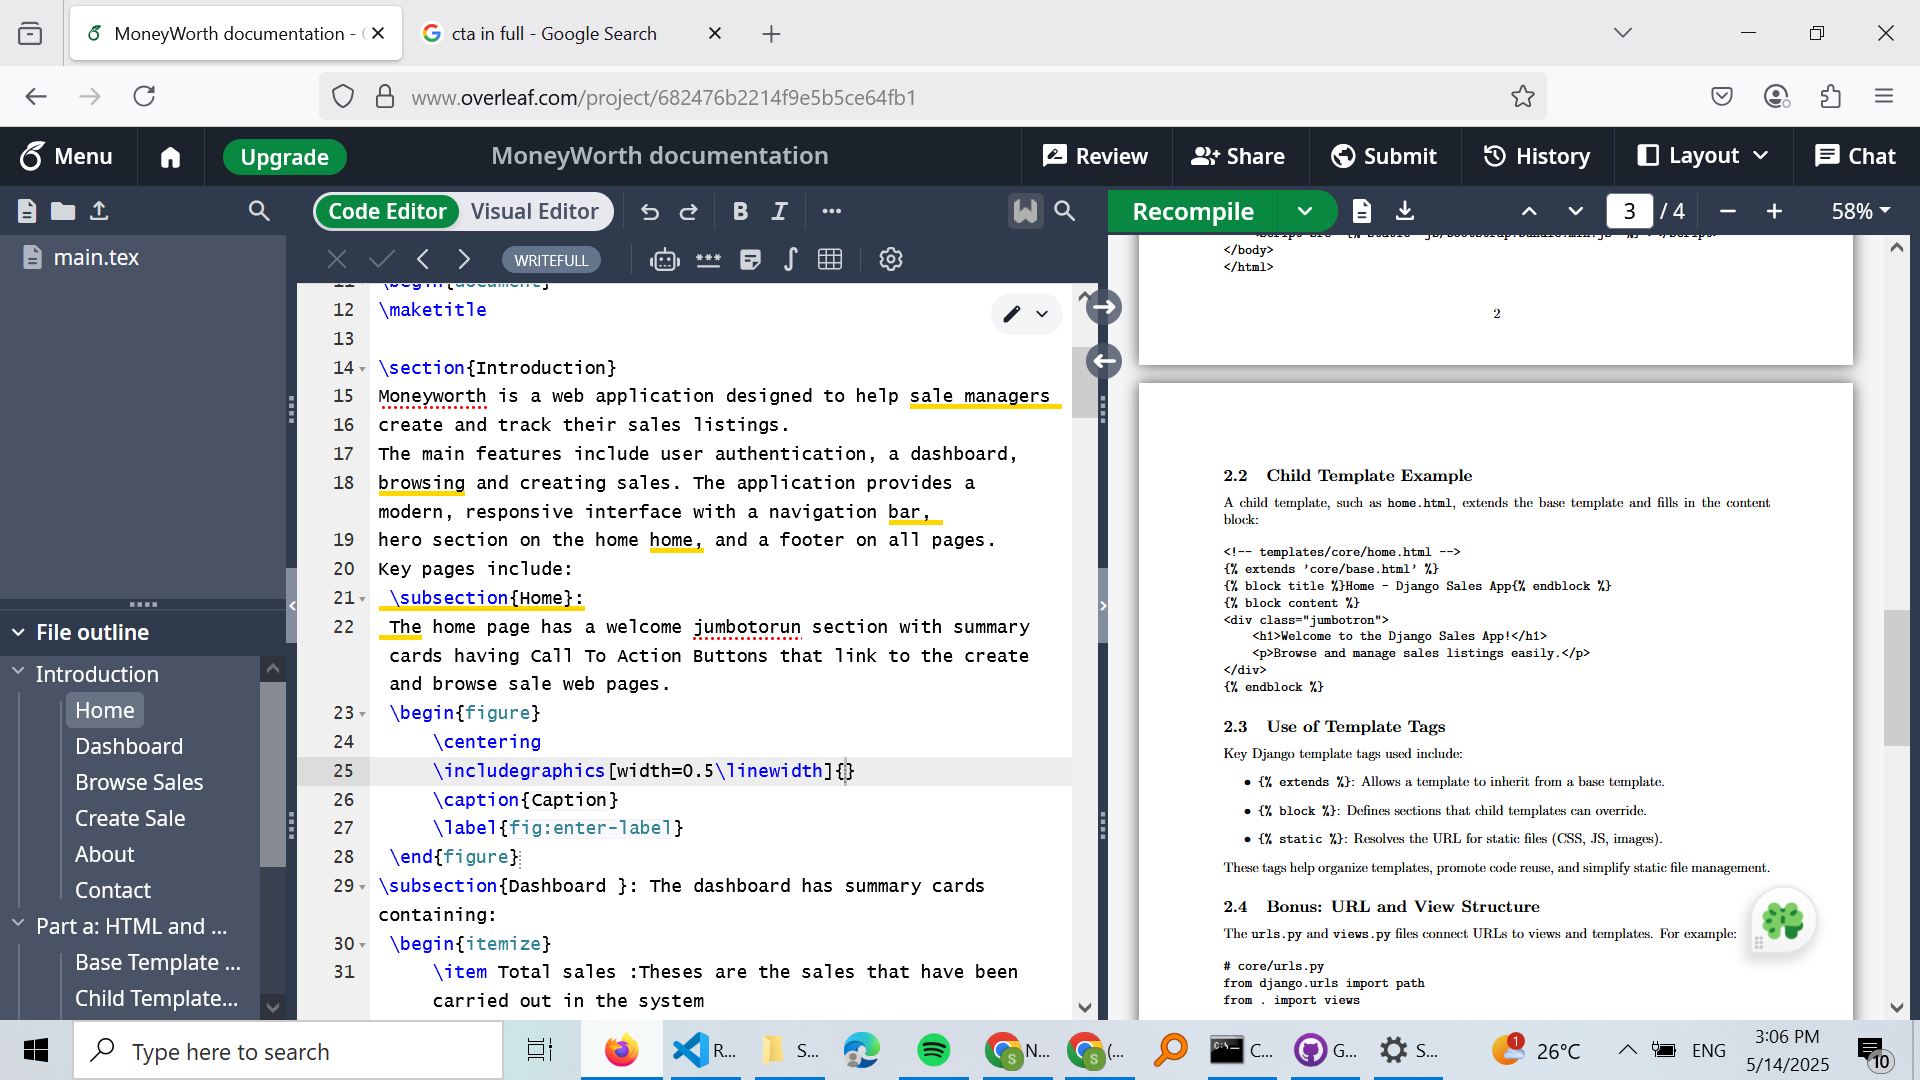 MoneyWorth documentation -
cta in full - Google Search
www.overleaf.com/project/682476b2214f9e5b5ce64fb1
Menu
Upgrade
MoneyWorth documentation
Review
Share
Submit
History
Layout
Chat
Code Editor
Visual Editor
B I
Recompile
3 / 4
58%
main.tex
WRITEFULL
File outline
Introduction
Home
Dashboard
Browse Sales
Create Sale
About
Contact
Part a: HTML and ...
Base Template ...
Child Template...
11 \begin{document}
12 \maketitle
13
14 \section{Introduction}
15 Moneyworth is a web application designed to help sale managers
16 create and track their sales listings.
17 The main features include user authentication, a dashboard,
18 browsing and creating sales. The application provides a
modern, responsive interface with a navigation bar,
19 hero section on the home home, and a footer on all pages.
20 Key pages include:
21 \subsection{Home}:
22 The home page has a welcome jumbotorun section with summary
cards having Call To Action Buttons that link to the create
and browse sale web pages.
23 \begin{figure}
24 \centering
25 \includegraphics[width=0.5\linewidth]{}
26 \caption{Caption}
27 \label{fig:enter-label}
28 \end{figure}
29 \subsection{Dashboard }: The dashboard has summary cards
containing:
30 \begin{itemize}
31 \item Total sales :Theses are the sales that have been
carried out in the system
</body>
</html>
2
2.2 Child Template Example
A child template, such as home.html, extends the base template and fills in the content
block:
<!-- templates/core/home.html -->
{% extends ’core/base.html’ %}
{% block title %}Home - Django Sales App{% endblock %}
{% block content %}
<div class="jumbotron">
<h1>Welcome to the Django Sales App!</h1>
<p>Browse and manage sales listings easily.</p>
</div>
{% endblock %}
2.3 Use of Template Tags
Key Django template tags used include:
• {% extends %}: Allows a template to inherit from a base template.
• {% block %}: Defines sections that child templates can override.
• {% static %}: Resolves the URL for static files (CSS, JS, images).
These tags help organize templates, promote code reuse, and simplify static file management.
2.4 Bonus: URL and View Structure
The urls.py and views.py files connect URLs to views and templates. For example:
# core/urls.py
from django.urls import path
from . import views
Type here to search
R...
S...
N...
(...
C...
G...
S...
1
26°C
ENG
3:06 PM
5/14/2025
10